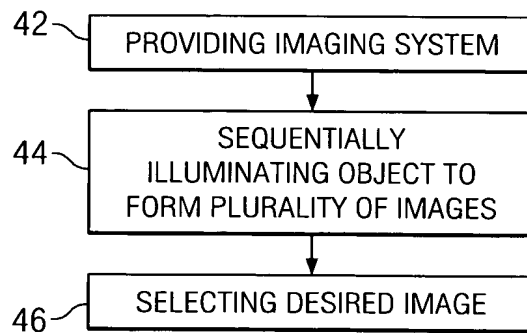 42
PROVIDING IMAGING SYSTEM
44
SEQUENTIALLY
ILLUMINATING OBJECT TO
FORM PLURALITY OF IMAGES
46
SELECTING DESIRED IMAGE